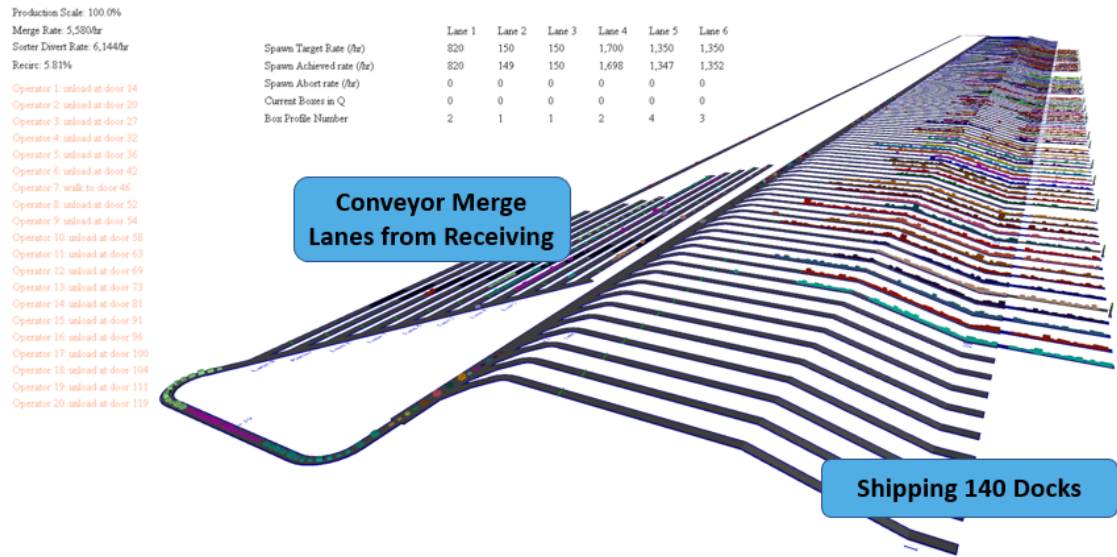 Production Scale: 100.0%
Merge Rate: 5,580/hr
Sorter Divert Rate: 6,144/hr
Recirc: 5.81%
Lane 1 Lane 2 Lane 3 Lane 4 Lane 5 Lane 6
Spawn Target Rate (/hr) 820 150 150 1,700 1,350 1,350
Spawn Achieved rate (/hr) 820 149 150 1,698 1,347 1,352
Spawn Abort rate (/hr) 0 0 0 0 0 0
Current Boxes in Q 0 0 0 0 0 0
Box Profile Number 2 1 1 2 4 3
Operator 1: unload at door 14
Operator 2: unload at door 20
Operator 3: unload at door 27
Operator 4: unload at door 32
Operator 5: unload at door 36
Operator 6: unload at door 42
Operator 7: walk to door 46
Operator 8: unload at door 52
Operator 9: unload at door 54
Operator 10: unload at door 58
Operator 11: unload at door 63
Operator 12: unload at door 69
Operator 13: unload at door 73
Operator 14: unload at door 81
Operator 15: unload at door 91
Operator 16: unload at door 96
Operator 17: unload at door 100
Operator 18: unload at door 104
Operator 19: unload at door 111
Operator 20: unload at door 119
Conveyor Merge
Lanes from Receiving
Shipping 140 Docks